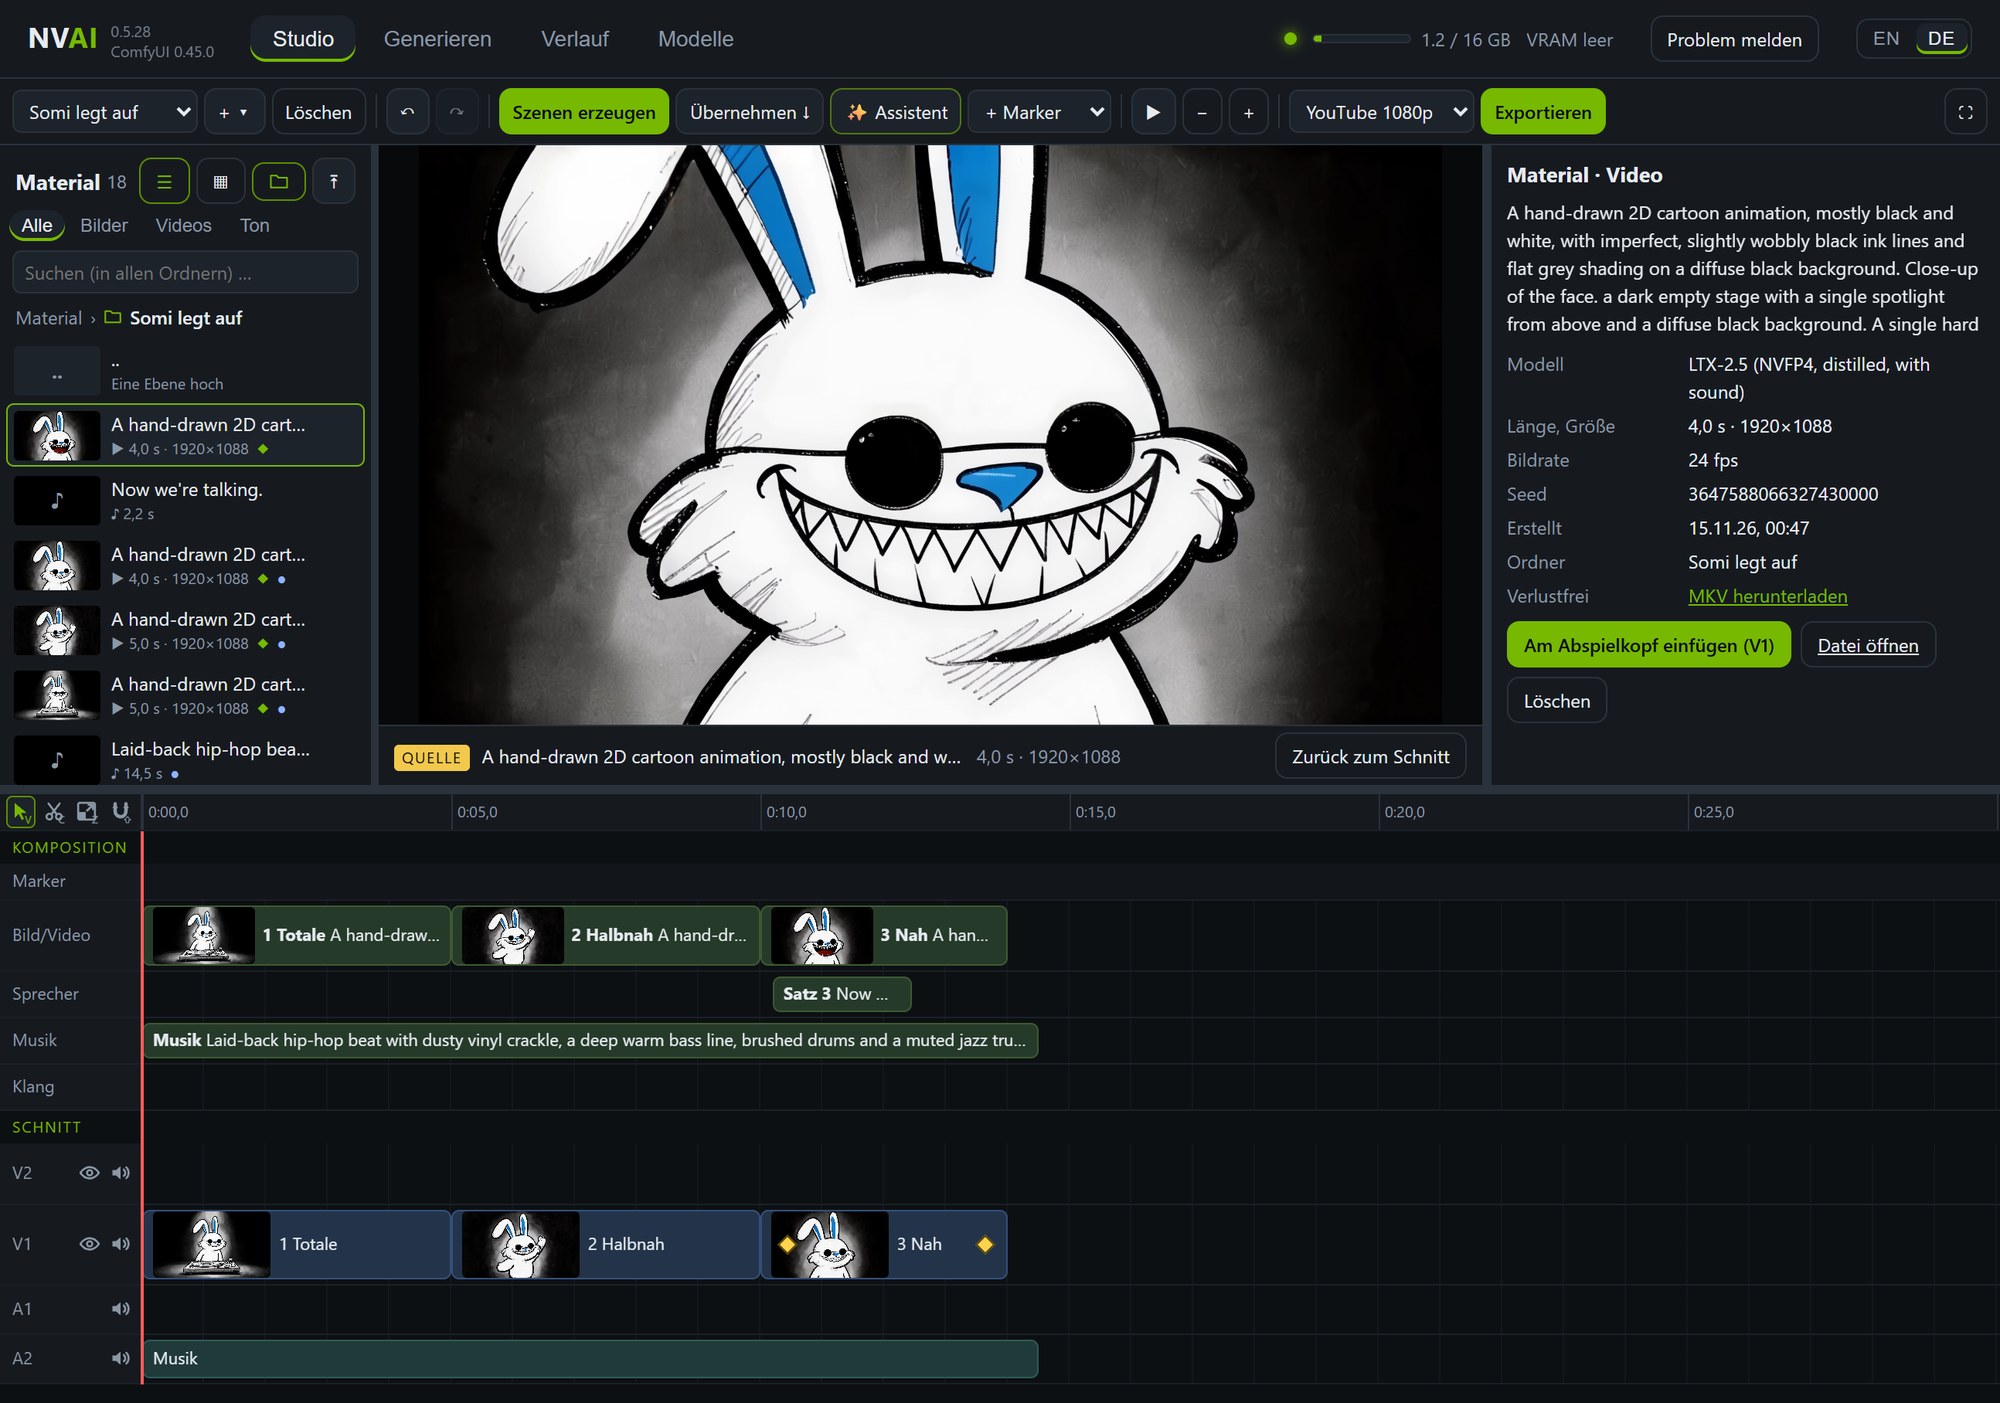 NVAI 0.5.28
ComfyUI 0.45.0
Studio Generieren Verlauf Modelle
1.2 / 16 GB VRAM leer
Problem melden
EN DE
Somi legt auf
+ ▾
Löschen
Szenen erzeugen
Übernehmen ↓
✨ Assistent
+ Marker
− +
YouTube 1080p
Exportieren
Material 18
Alle Bilder Videos Ton
Suchen (in allen Ordnern) ...
Material › Somi legt auf
..
..
Eine Ebene hoch
A hand-drawn 2D cart...
▶ 4,0 s · 1920×1088 ◆
Now we're talking.
♪ 2,2 s
A hand-drawn 2D cart...
▶ 4,0 s · 1920×1088 ◆ ●
A hand-drawn 2D cart...
▶ 5,0 s · 1920×1088 ◆ ●
A hand-drawn 2D cart...
▶ 5,0 s · 1920×1088 ◆ ●
Laid-back hip-hop bea...
♪ 14,5 s ●
QUELLE A hand-drawn 2D cartoon animation, mostly black and w... 4,0 s · 1920×1088
Zurück zum Schnitt
Material · Video
A hand-drawn 2D cartoon animation, mostly black and
white, with imperfect, slightly wobbly black ink lines and
flat grey shading on a diffuse black background. Close-up
of the face. a dark empty stage with a single spotlight
from above and a diffuse black background. A single hard
Modell LTX-2.5 (NVFP4, distilled, with
sound)
Länge, Größe 4,0 s · 1920×1088
Bildrate 24 fps
Seed 3647588066327430000
Erstellt 15.11.26, 00:47
Ordner Somi legt auf
Verlustfrei MKV herunterladen
Am Abspielkopf einfügen (V1)
Datei öffnen
Löschen
0:00,0 0:05,0 0:10,0 0:15,0 0:20,0 0:25,0
KOMPOSITION
Marker
Bild/Video 1 Totale A hand-draw... 2 Halbnah A hand-dr... 3 Nah A han...
Sprecher Satz 3 Now ...
Musik Musik Laid-back hip-hop beat with dusty vinyl crackle, a deep warm bass line, brushed drums and a muted jazz tru...
Klang
SCHNITT
V2
V1 1 Totale 2 Halbnah 3 Nah
A1
A2 Musik